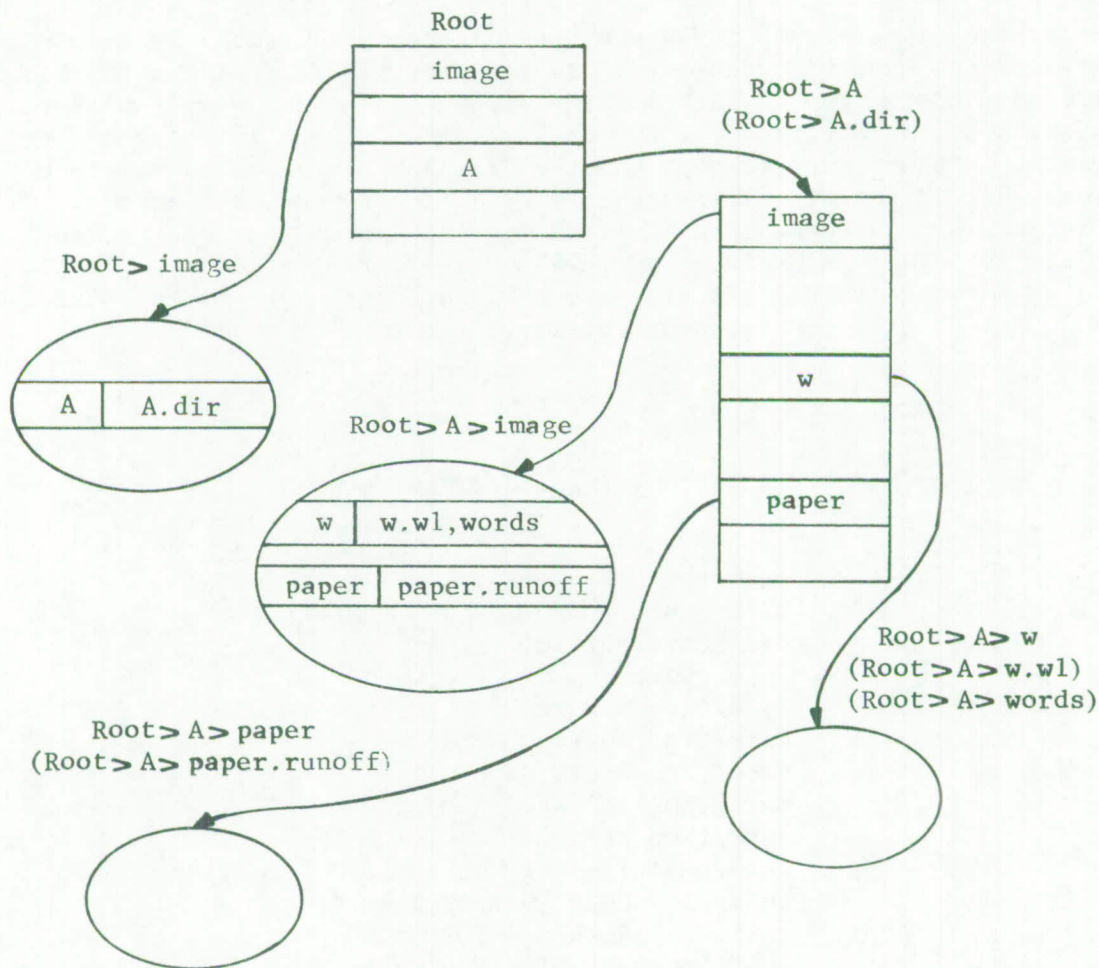 Root
image
A
Root > A
(Root > A.dir)
image
w
paper
Root > image
A | A.dir
Root > A > image
w | w.wl,words
paper | paper.runoff
Root > A > w
(Root > A > w.wl)
(Root > A > words)
Root > A > paper
(Root > A > paper.runoff)